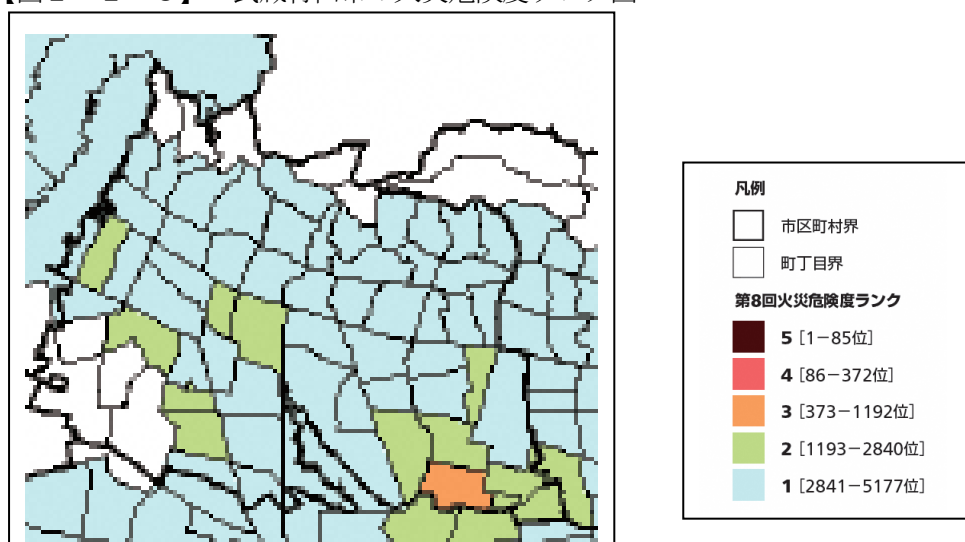 凡例
市区町村界
町丁目界
第8回火災危険度ランク
5 [1−85位]
4 [86−372位]
3 [373−1192位]
2 [1193−2840位]
1 [2841−5177位]